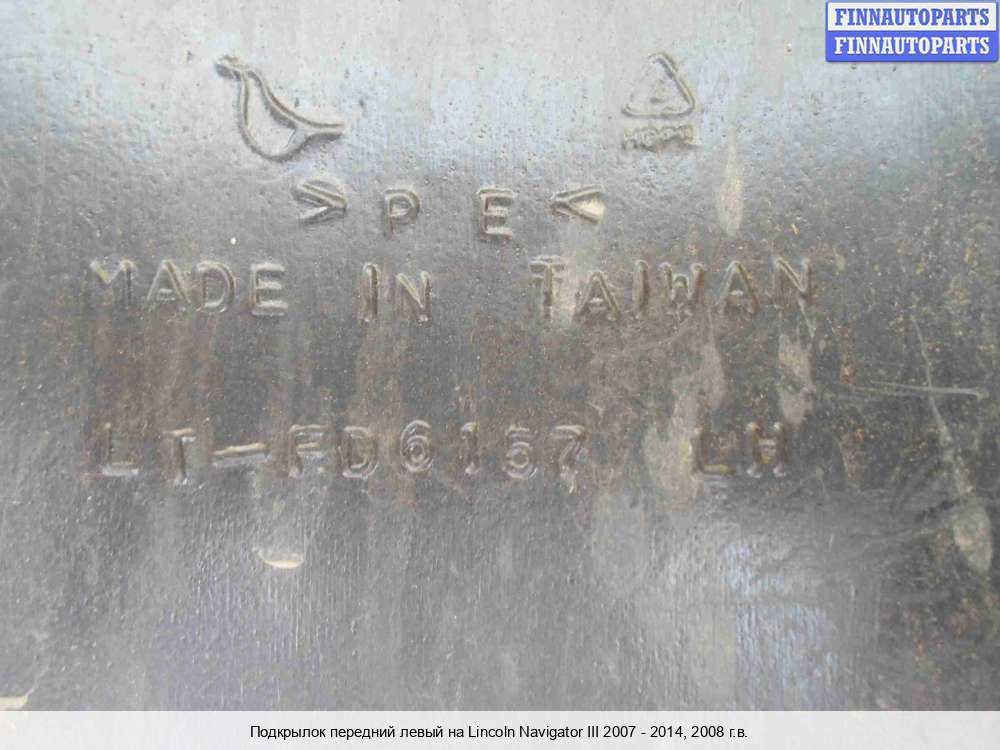 FINNAUTOPARTS
FINNAUTOPARTS
>PE<
MADE IN TAIWAN
LT-FD6157 LH
Подкрылок передний левый на Lincoln Navigator III 2007 - 2014, 2008 г.в.